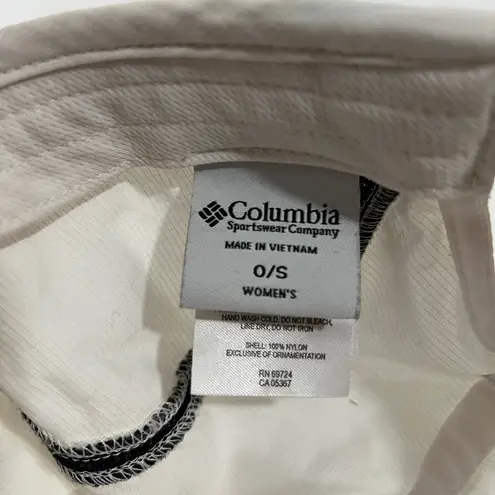 Columbia
Sportswear Company
MADE IN VIETNAM
O/S
WOMEN'S
HAND WASH COLD, DO NOT BLEACH,
LINE DRY, DO NOT IRON
SHELL: 100% NYLON
EXCLUSIVE OF ORNAMENTATION
RN 69724
CA 05367